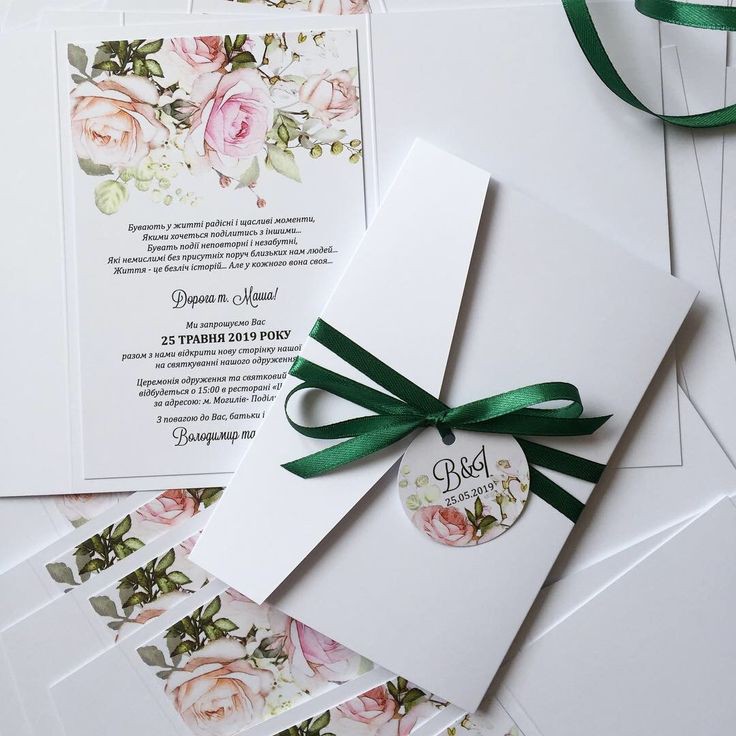 Бувають у житті радісні і щасливі моменти,
Якими хочеться поділитись з іншими...
Бувать події неповторні і незабутні,
Які немислимі без присутніх поруч близьких нам людей...
Життя - це безліч історій... Але у кожного вона своя...
Дорога т. Маша!
Ми запрошуємо Вас
25 ТРАВНЯ 2019 РОКУ
разом з нами відкрити нову сторінку нашої
на святкуванні нашого одруження
Церемонія одруження та святковий
відбудеться о 15:00 в ресторані
за адресою: м. Могилів-
З повагою до Вас, батьки і
Володимир та
В&І
25.05.2019